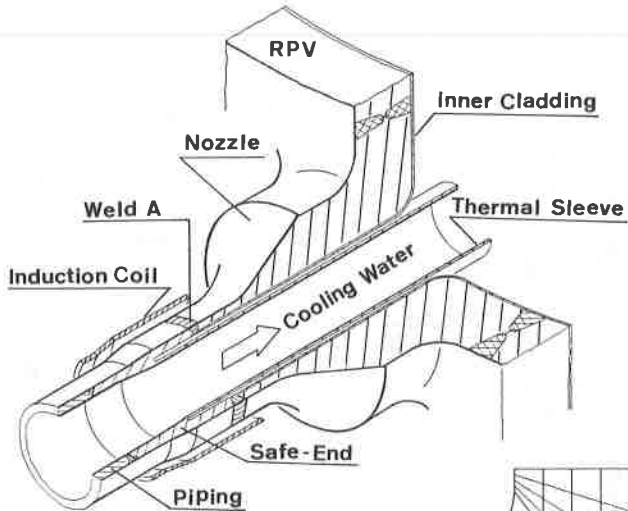 RPV
Inner Cladding
Nozzle
Weld A
Thermal Sleeve
Induction Coil
Cooling Water
Safe-End
Piping